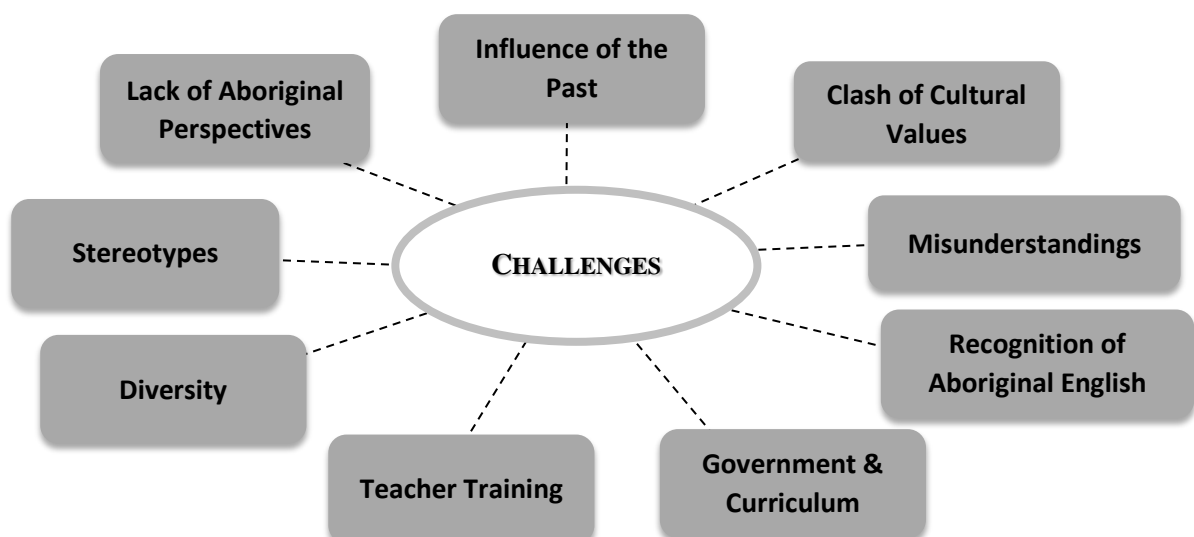 Influence of the
Past
Lack of Aboriginal
Perspectives
Clash of Cultural
Values
Stereotypes
CHALLENGES
Misunderstandings
Diversity
Recognition of
Aboriginal English
Teacher Training
Government &
Curriculum